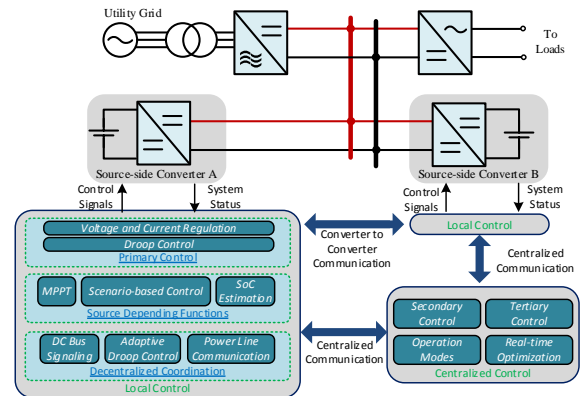 Utility Grid
To
Loads
Source-side Converter A
Source-side Converter B
Control
Signals
System
Status
Control
Signals
System
Status
Voltage and Current Regulation
Droop Control
Primary Control
MPPT
Scenario-based Control
SoC
Estimation
Source Depending Functions
DC Bus
Signaling
Adaptive
Droop Control
Power Line
Communication
Decentralized Coordination
Local Control
Converter to
Converter
Communication
Local Control
Centralized
Communication
Centralized
Communication
Secondary
Control
Tertiary
Control
Operation
Modes
Real-time
Optimization
Centralized Control